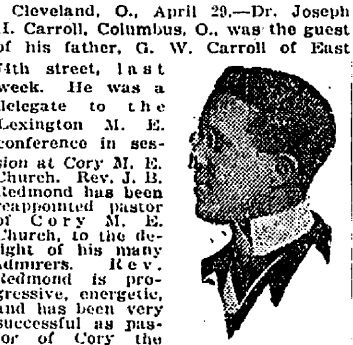 Cleveland, O., April 29.—Dr. Joseph
H. Carroll, Columbus, O., was the guest
of his father, G. W. Carroll of East
74th street, last
week. He was a
delegate to the
Lexington M. E.
conference in ses-
sion at Cory M. E.
Church. Rev. J. B.
Redmond has been
reappointed pastor
of Cory M. E.
Church, to the de-
light of his many
admirers. Rev.
Redmond is pro-
gressive, energetic,
and has been very
successful as pas-
tor of Cory the